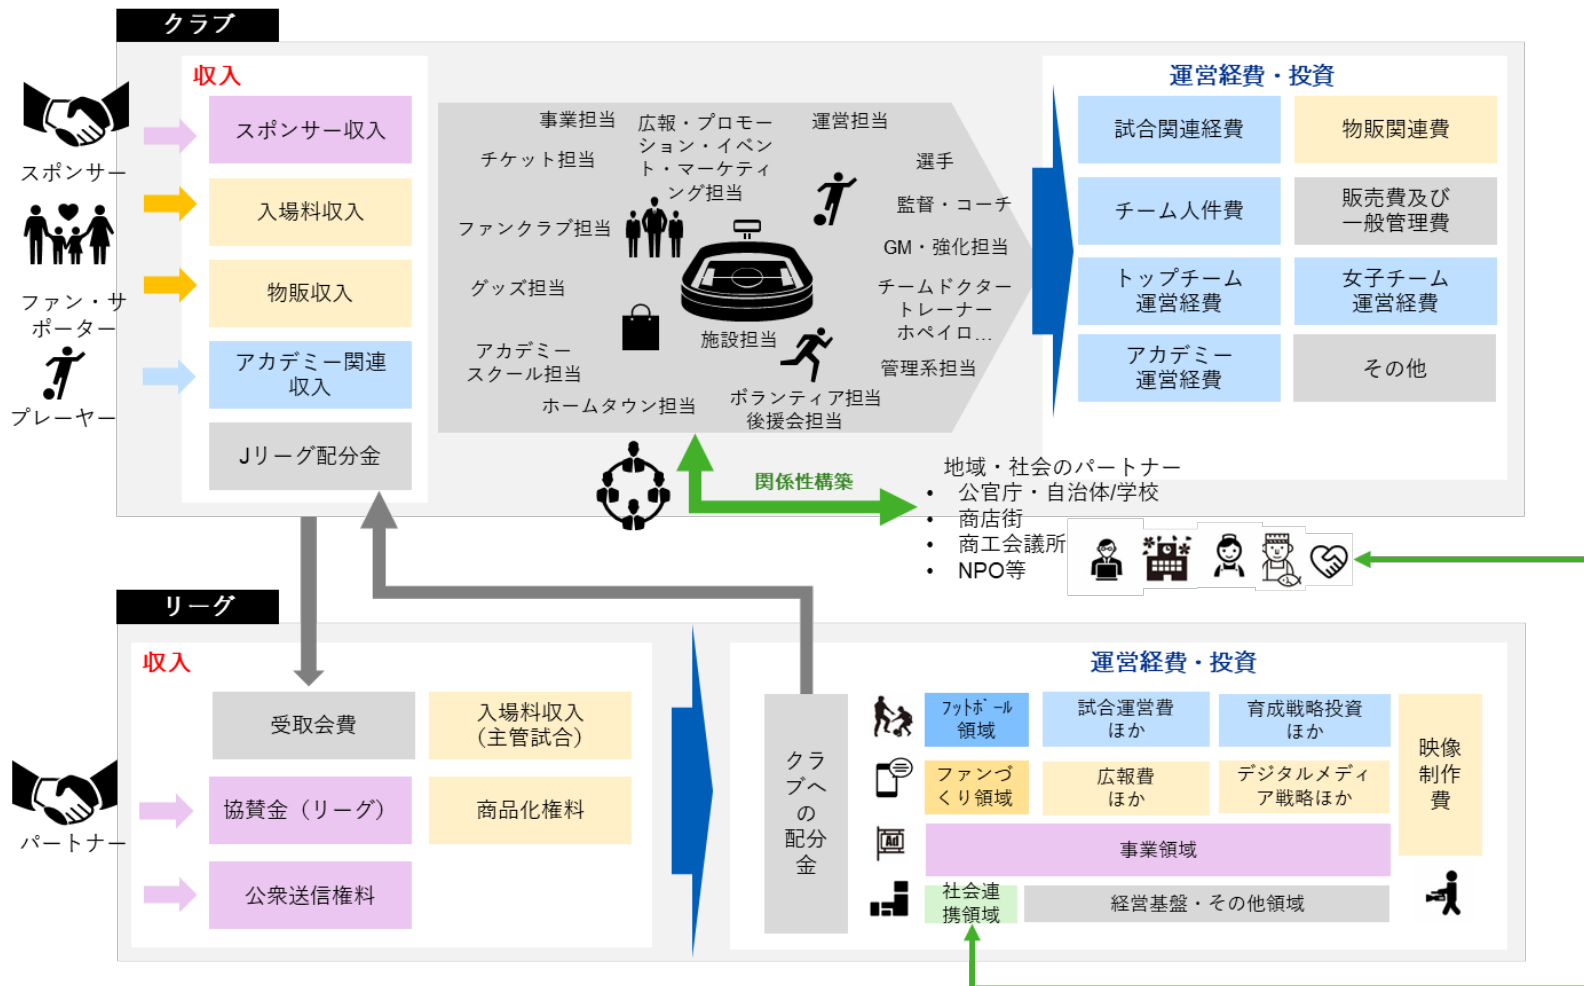 クラブ
収入
スポンサー収入
入場料収入
物販収入
アカデミー関連
収入
Jリーグ配分金
スポンサー
ファン・サ
ポーター
プレーヤー
事業担当
広報・プロモー
ション・イベン
ト・マーケティ
ング担当
運営担当
チケット担当
選手
ファンクラブ担当
監督・コーチ
GM・強化担当
グッズ担当
チームドクター
トレーナー
ホペイロ…
施設担当
アカデミー
スクール担当
管理系担当
ホームタウン担当
ボランティア担当
後援会担当
運営経費・投資
試合関連経費
物販関連費
チーム人件費
販売費及び
一般管理費
トップチーム
運営経費
女子チーム
運営経費
アカデミー
運営経費
その他
関係性構築
地域・社会のパートナー
• 公官庁・自治体/学校
• 商店街
• 商工会議所
• NPO等
リーグ
収入
受取会費
入場料収入
(主管試合)
協賛金（リーグ）
商品化権料
公衆送信権料
パートナー
運営経費・投資
クラ
ブへ
の
配分
金
ﾌｯﾄﾎﾞｰﾙ
領域
試合運営費
ほか
育成戦略投資
ほか
ファンづ
くり領域
広報費
ほか
デジタルメディ
ア戦略ほか
映像
制作
費
Ad
事業領域
社会連
携領域
経営基盤・その他領域